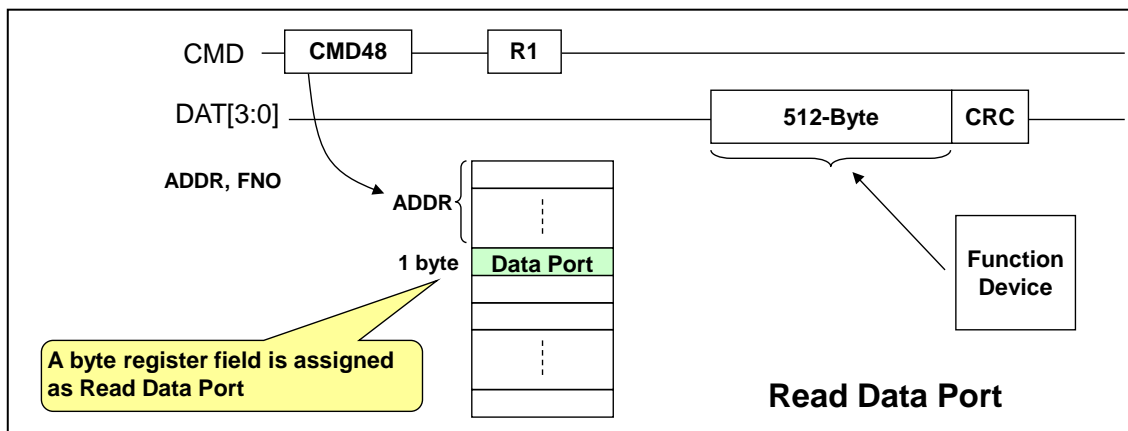 CMD
CMD48
R1
DAT[3:0]
512-Byte
CRC
ADDR, FNO
ADDR
1 byte
Data Port
Function
Device
A byte register field is assigned
as Read Data Port
Read Data Port